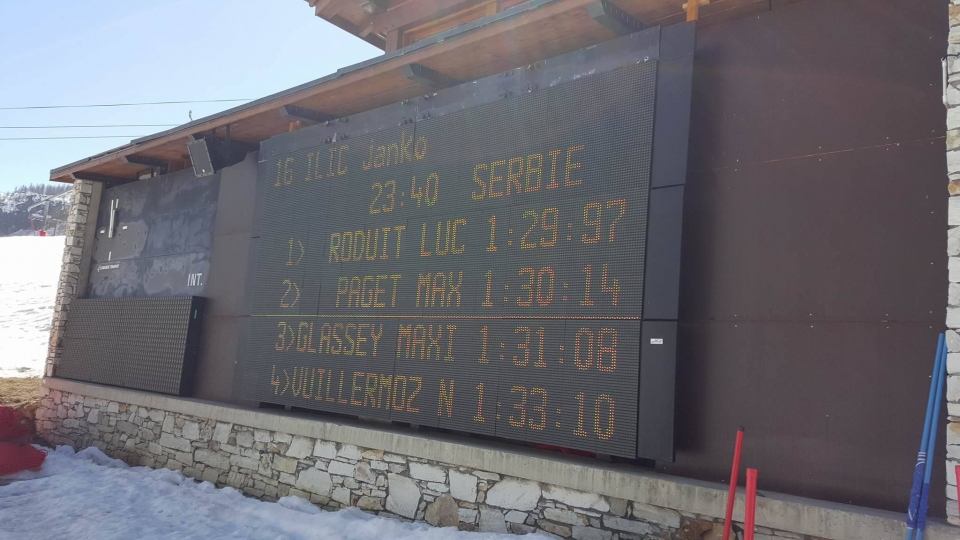 16 ILIC Janko
23:40 SERBIE
1> RODUIT LUC 1:29:97
2> PAGET MAX 1:30:14
3>GLASSEY MAXI 1:31:08
4>VUILLERMOZ N 1:33:10
INT.